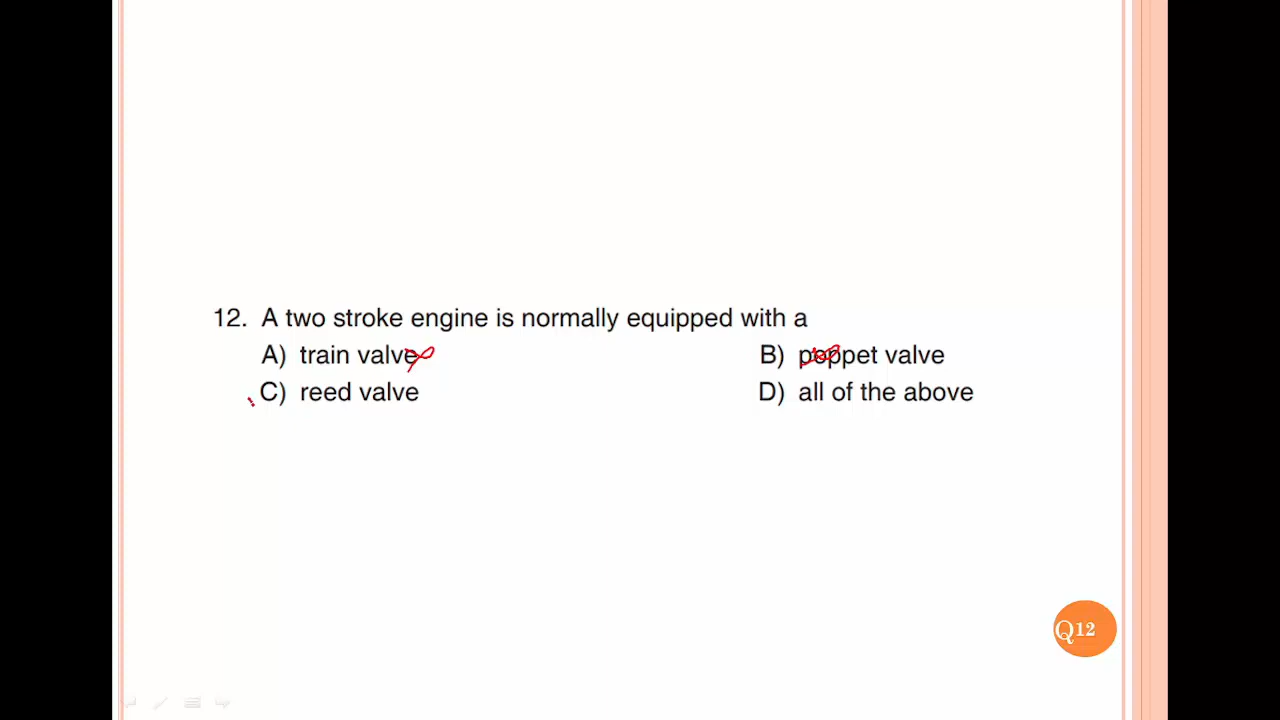 12. A two stroke engine is normally equipped with a
A) train valve B) poppet valve
C) reed valve D) all of the above
Q12